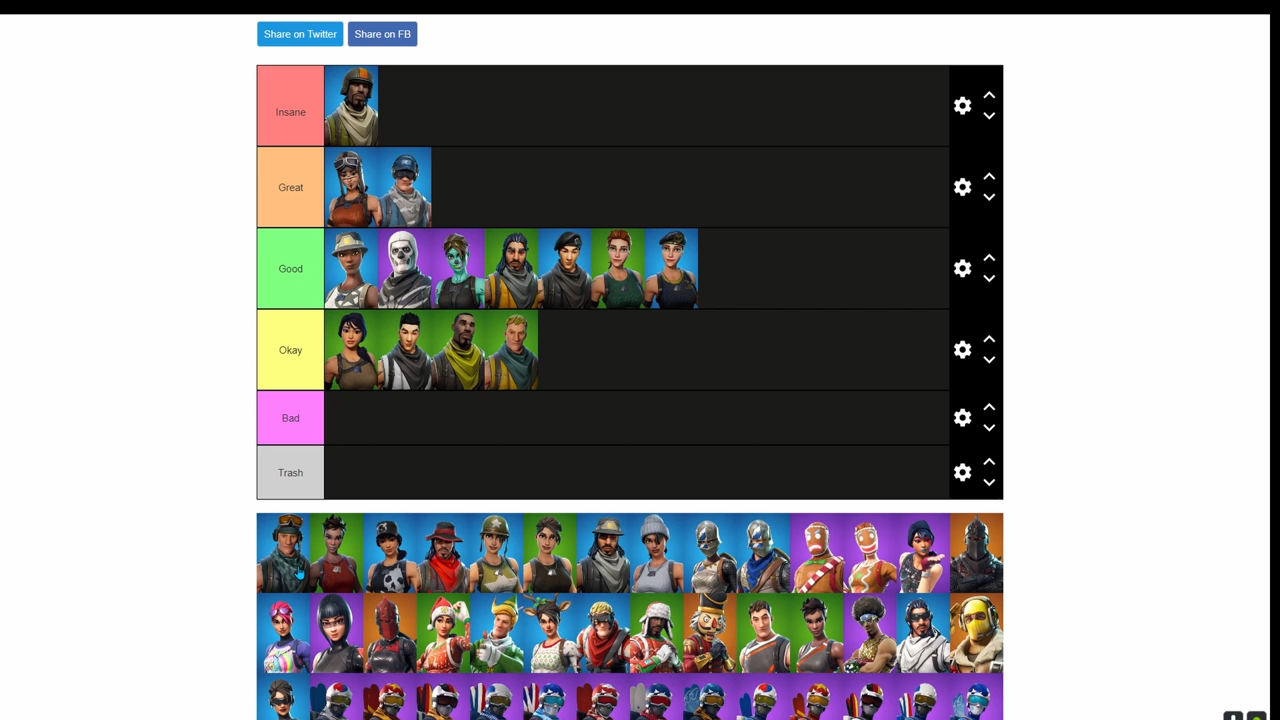 Share on Twitter
Share on FB
Insane
Great
Good
Okay
Bad
Trash